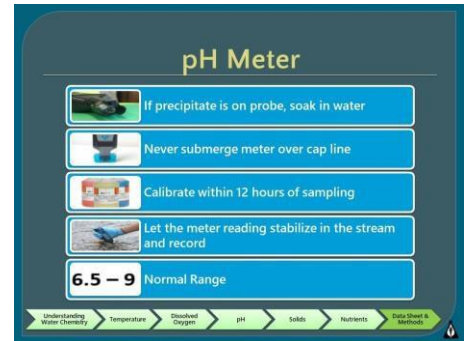 pH Meter
If precipitate is on probe, soak in water
Never submerge meter over cap line
Calibrate within 12 hours of sampling
Let the meter reading stabilize in the stream
and record
6.5 – 9 Normal Range
Understanding
Water Chemistry
Temperature
Dissolved
Oxygen
pH
Solids
Nutrients
Data Sheet &
Methods